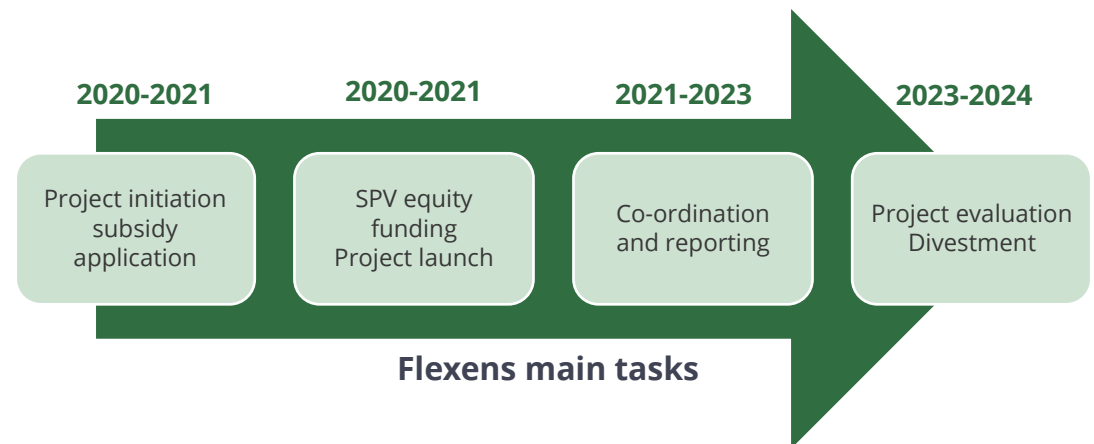 2020-2021
2020-2021
2021-2023
2023-2024
Project initiation
subsidy
application
SPV equity
funding
Project launch
Co-ordination
and reporting
Project evaluation
Divestment
Flexens main tasks